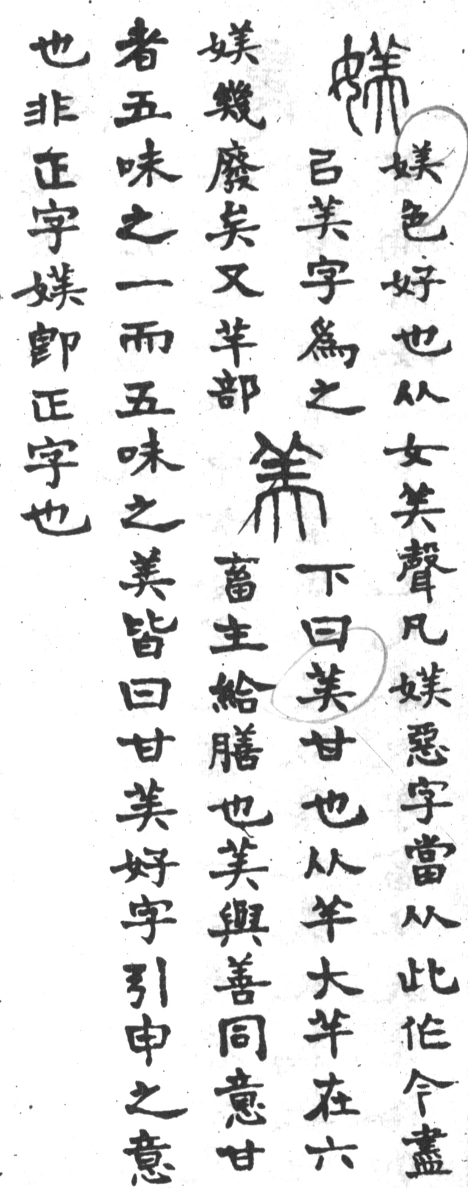 媄
媄色好也从女美聲凡媄惡字當从此作今盡
㠯美字爲之
媄幾廢矣又羊部
美
下曰美甘也从羊大羊在六
畜主給膳也美與善同意甘
者五味之一而五味之美皆曰甘美好字引申之意
也非正字媄卽正字也